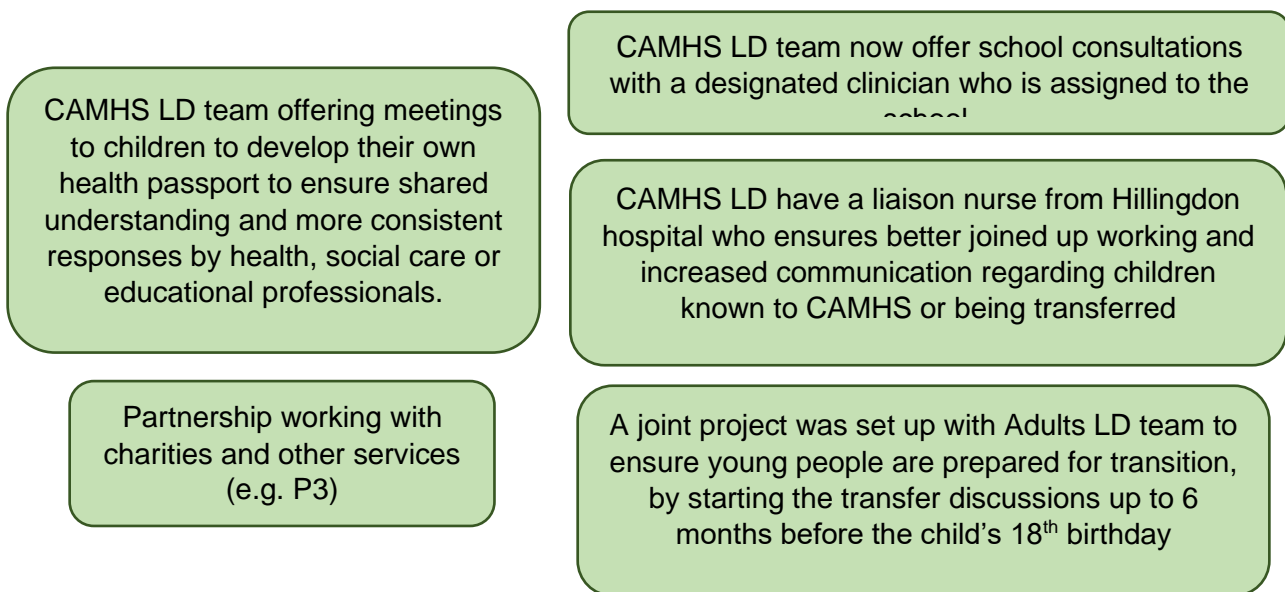 CAMHS LD team offering meetings
to children to develop their own
health passport to ensure shared
understanding and more consistent
responses by health, social care or
educational professionals.
Partnership working with
charities and other services
(e.g. P3)
CAMHS LD team now offer school consultations
with a designated clinician who is assigned to the
school
CAMHS LD have a liaison nurse from Hillingdon
hospital who ensures better joined up working and
increased communication regarding children
known to CAMHS or being transferred
A joint project was set up with Adults LD team to
ensure young people are prepared for transition,
by starting the transfer discussions up to 6
months before the child's 18th birthday